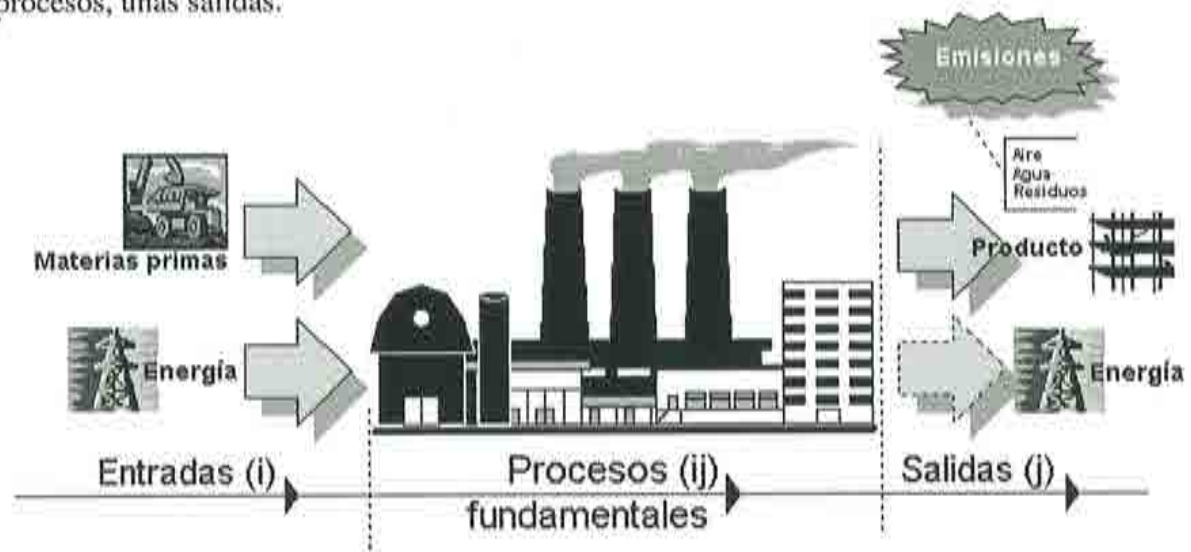 procesos, unas salidas.
Emisiones
Aire
Agua
Residuos
Materias primas
Producto
Energía
Energía
Entradas (i)
Procesos (ij)
fundamentales
Salidas (j)